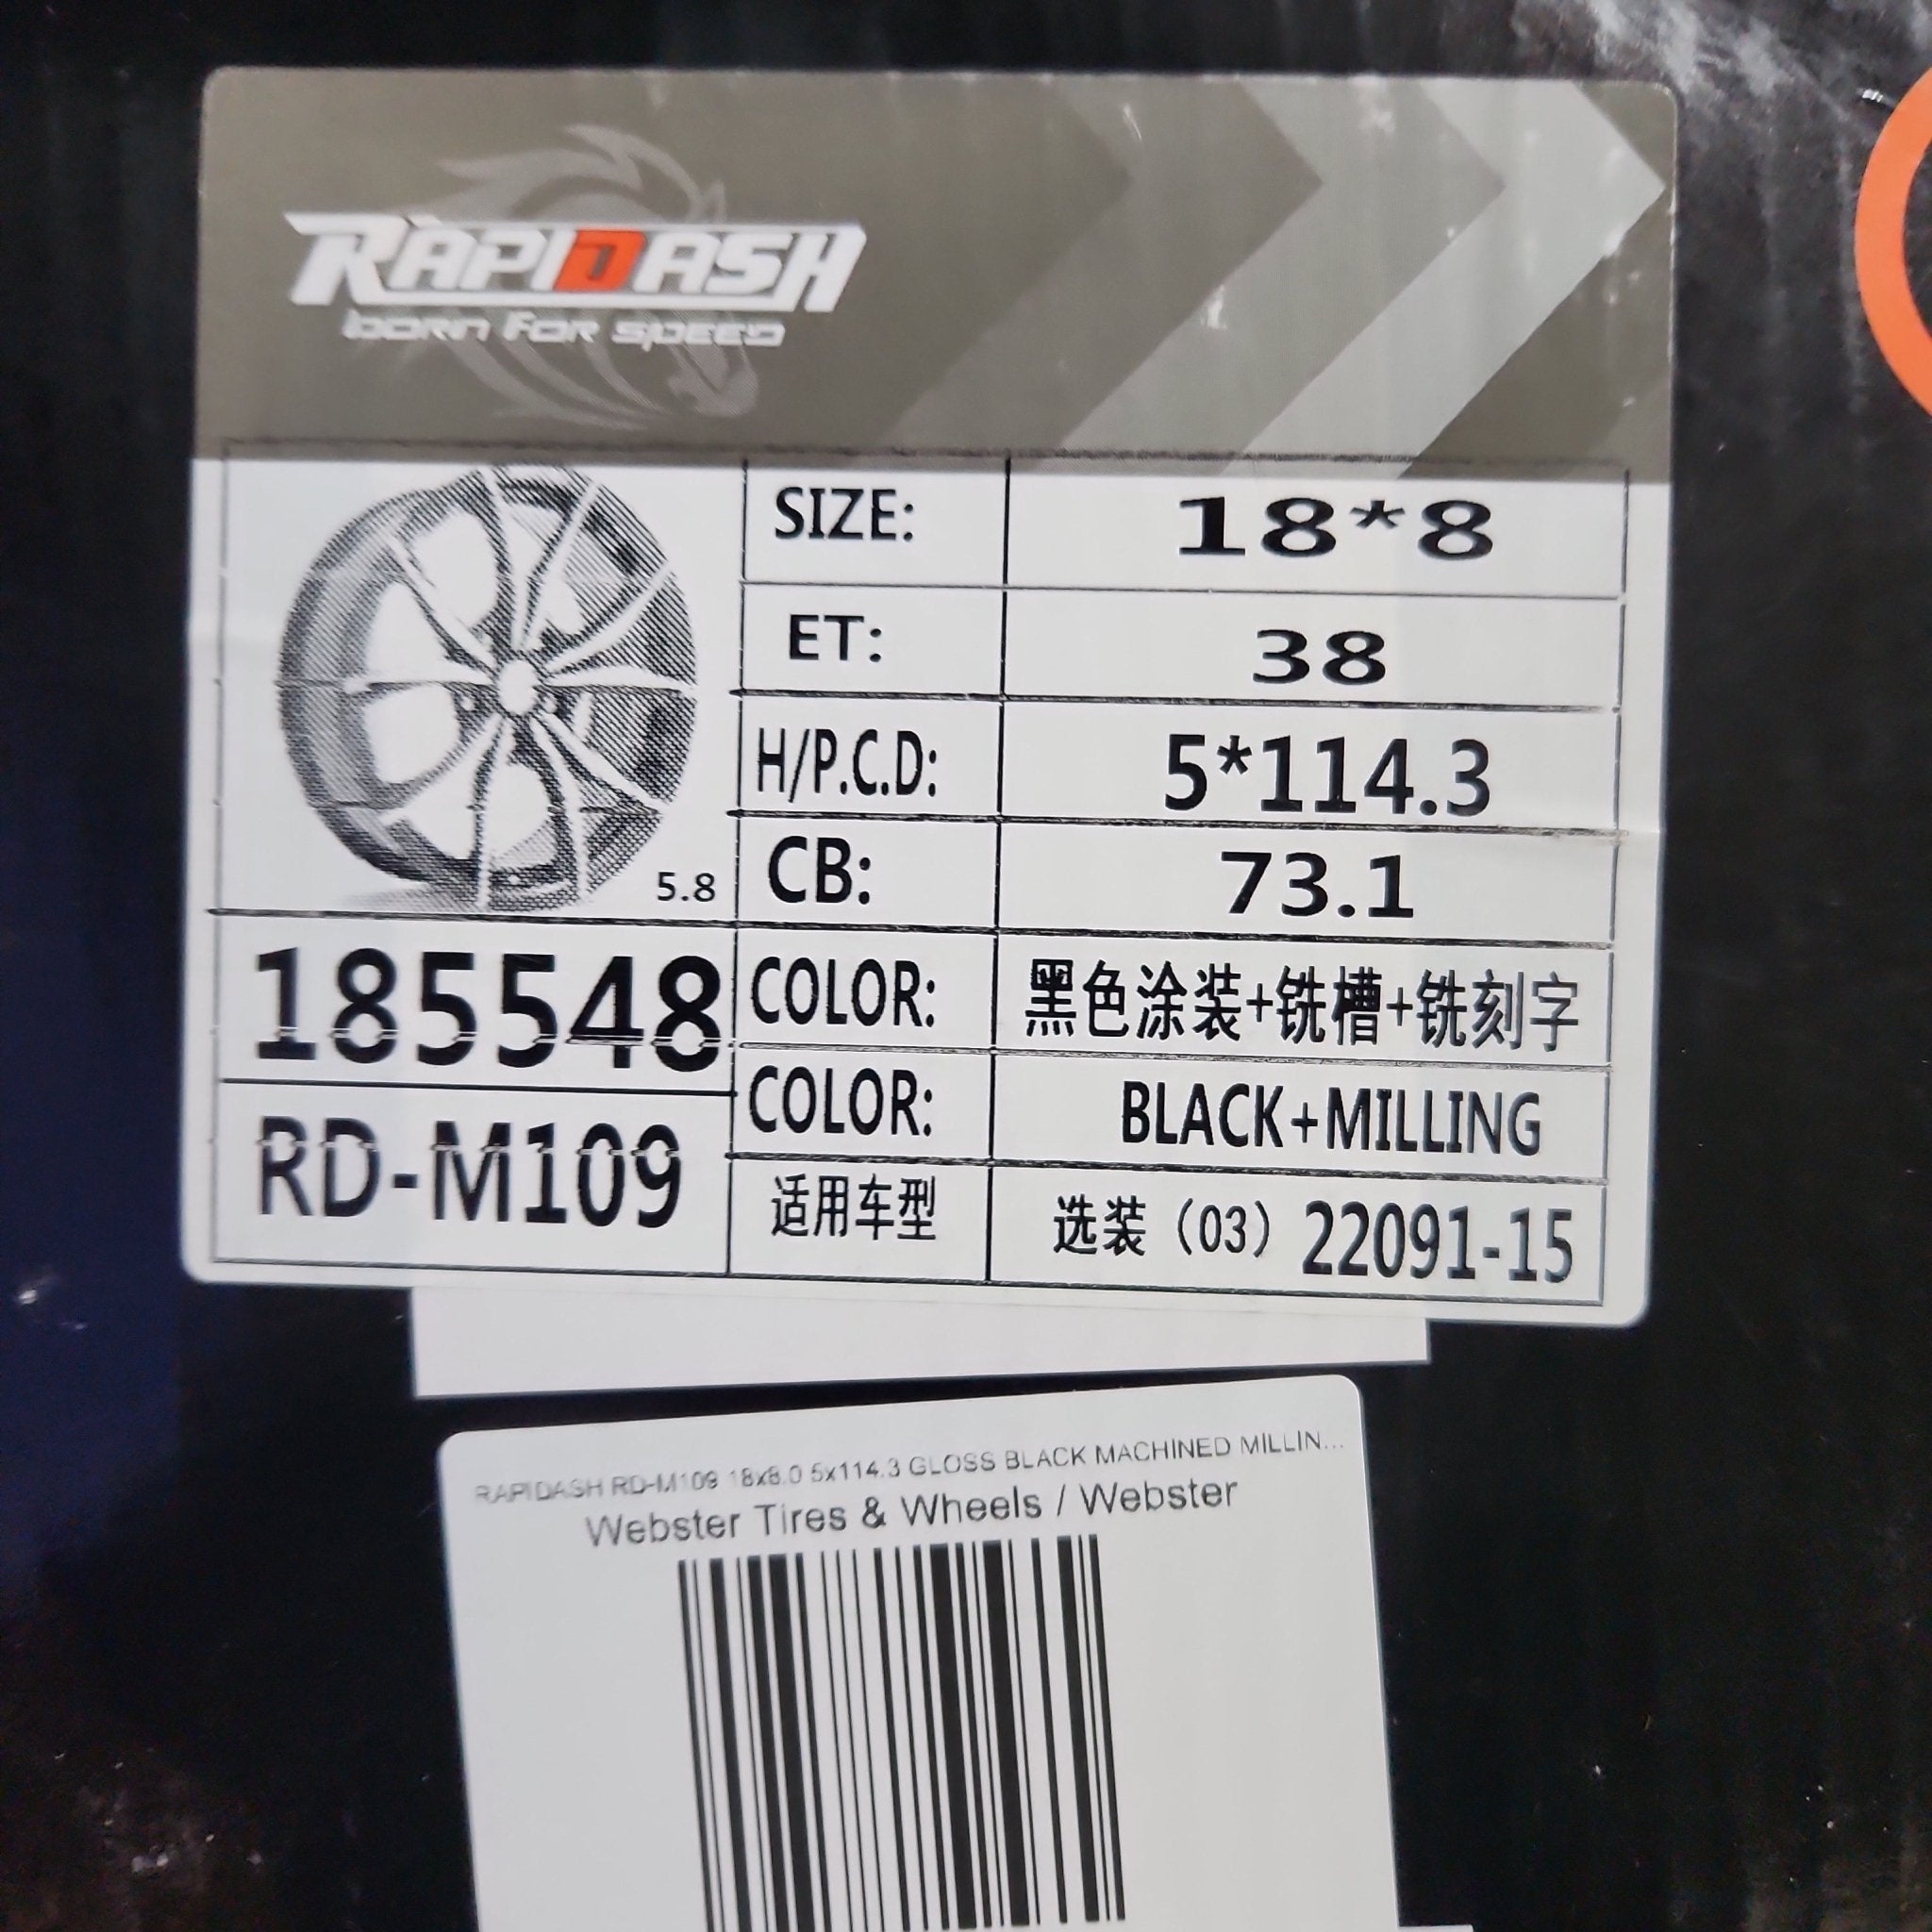 RAPIDASH
BORN FOR SPEED
SIZE: 18*8
ET: 38
H/P.C.D: 5*114.3
CB: 73.1
5.8
185548
COLOR: 黑色涂装+铣槽+铣刻字
COLOR: BLACK+MILLING
RD-M109
适用车型 选装（03）22091-15
RAPIDASH RD-M109 18x8.0 5x114.3 GLOSS BLACK MACHINED MILLIN...
Webster Tires & Wheels / Webster